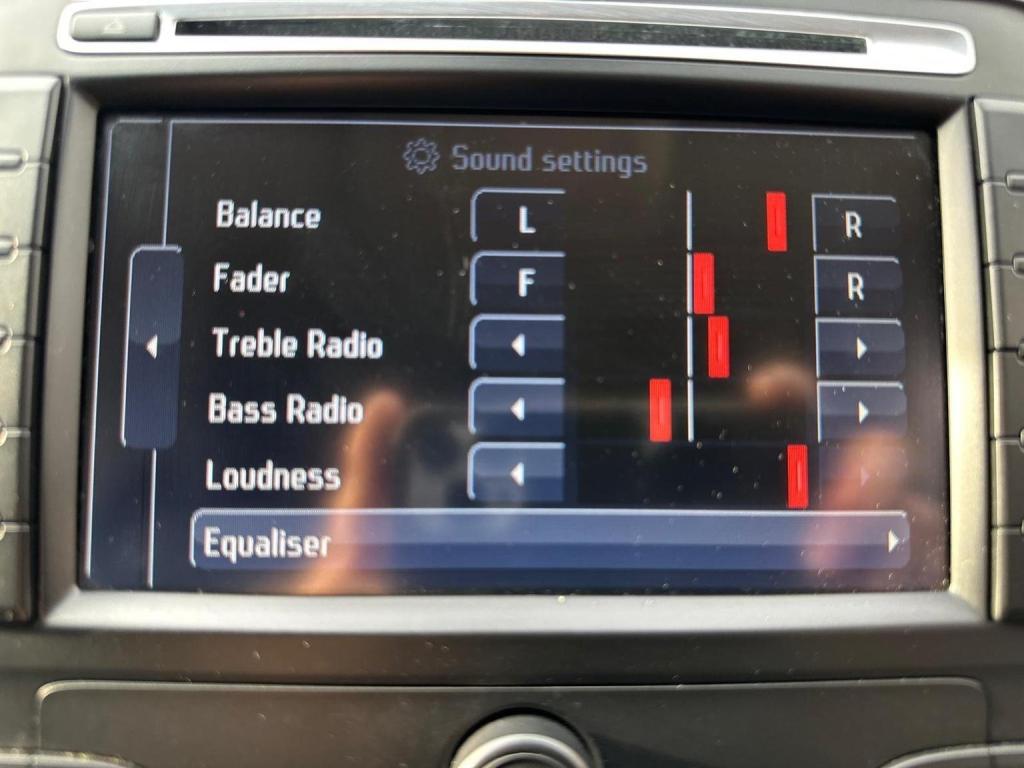 Sound settings
Balance L R
Fader F R
Treble Radio
Bass Radio
Loudness
Equaliser